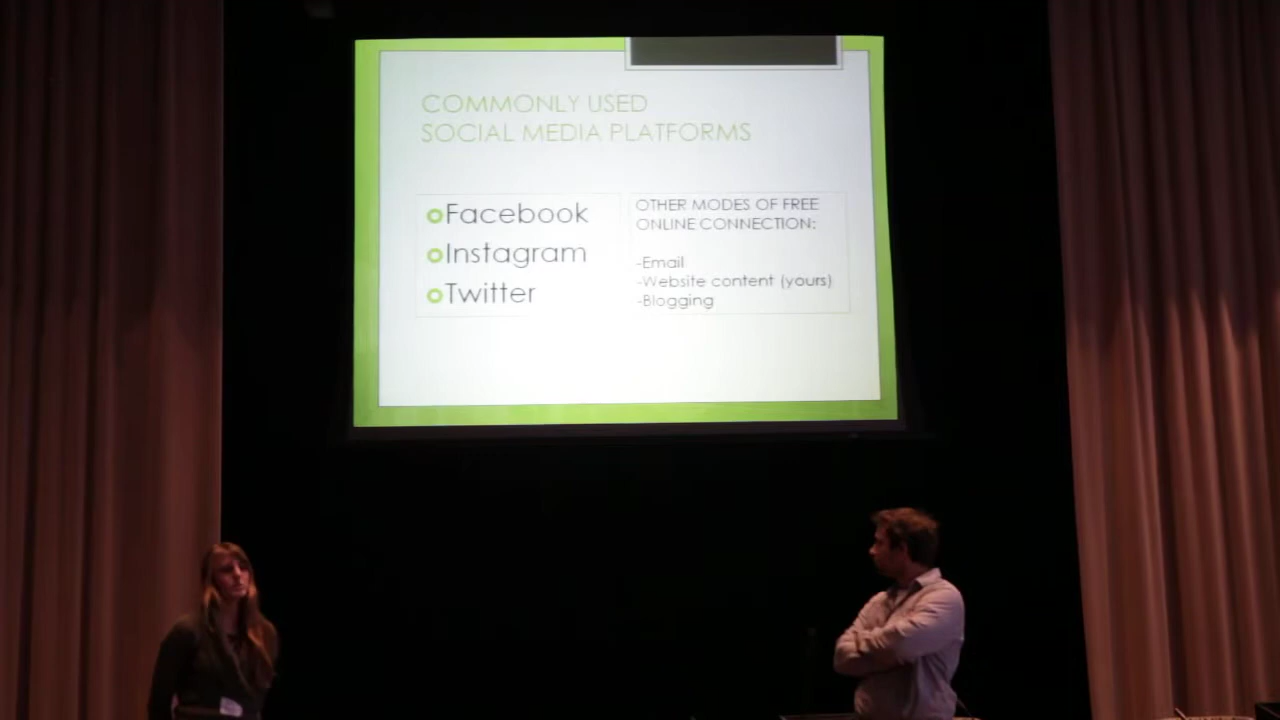 COMMONLY USED
SOCIAL MEDIA PLATFORMS
Facebook
Instagram
Twitter
OTHER MODES OF FREE
ONLINE CONNECTION:
-Email
-Website content (yours)
-Blogging